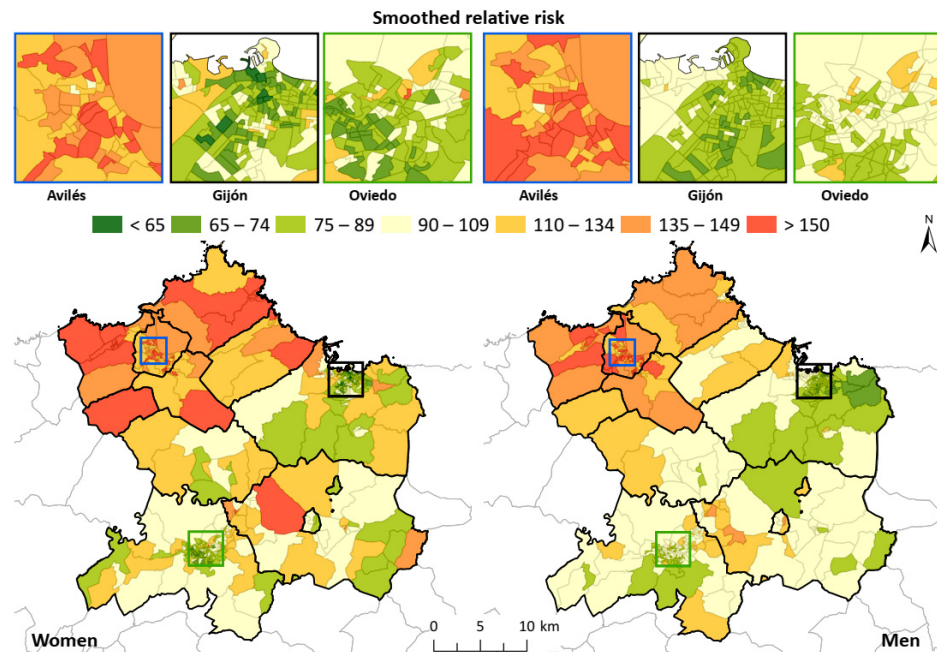 Smoothed relative risk
Avilés Gijón Oviedo Avilés Gijón Oviedo
< 65 65 – 74 75 – 89 90 – 109 110 – 134 135 – 149 > 150
N
Women 0 5 10 km Men